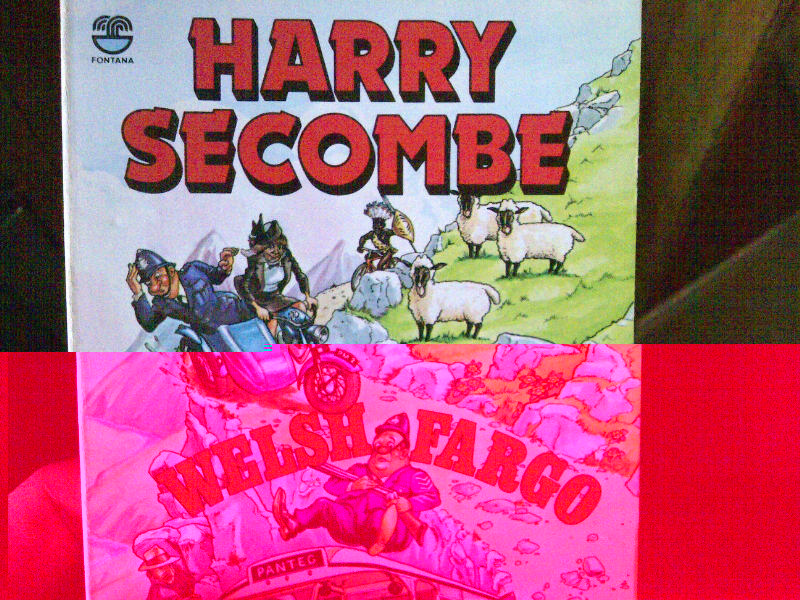 FONTANA
HARRY
SECOMBE
WELSH FARGO
PANTEG